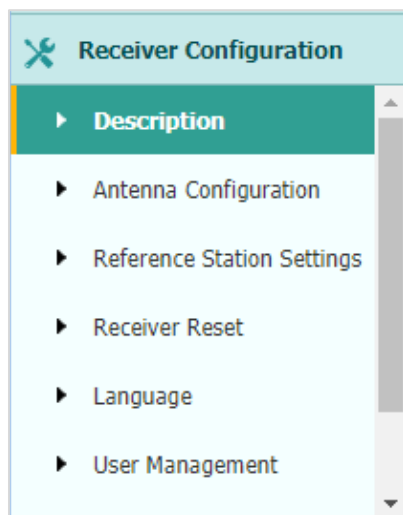 Receiver Configuration
Description
Antenna Configuration
Reference Station Settings
Receiver Reset
Language
User Management